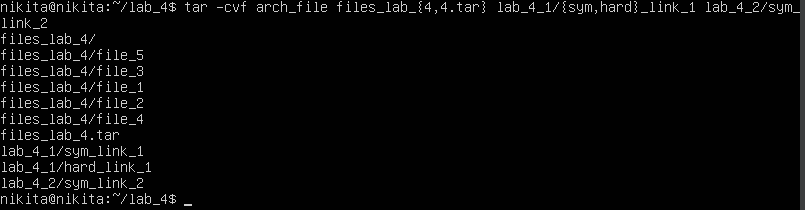 nikita@nikita:~/lab_4$ tar -cvf arch_file files_lab_{4,4.tar} lab_4_1/{sym,hard}_link_1 lab_4_2/sym_
link_2
files_lab_4/
files_lab_4/file_5
files_lab_4/file_3
files_lab_4/file_1
files_lab_4/file_2
files_lab_4/file_4
files_lab_4.tar
lab_4_1/sym_link_1
lab_4_1/hard_link_1
lab_4_2/sym_link_2
nikita@nikita:~/lab_4$ _